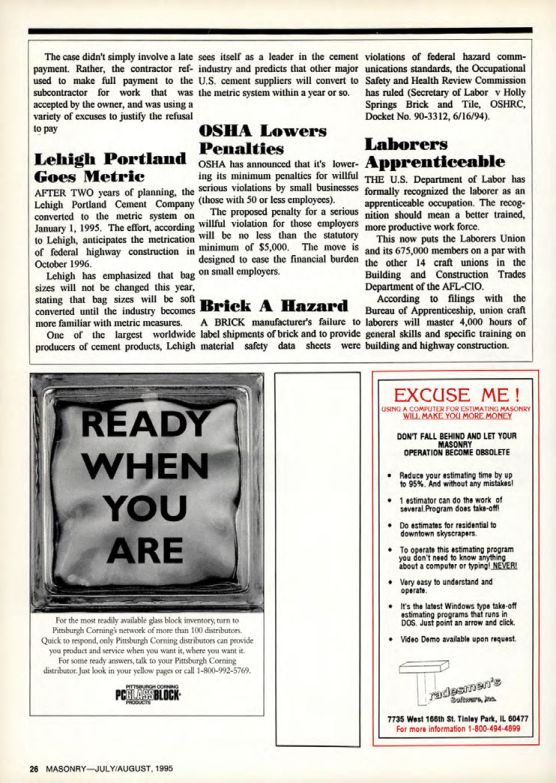 The case didn't simply involve a late
payment. Rather, the contractor ref-
used to make full payment to the
subcontractor for work that was
accepted by the owner, and was using a
variety of excuses to justify the refusal
to pay
Lehigh Portland
Goes Metric
AFTER TWO years of planning, the
Lehigh Portland Cement Company
converted to the metric system on
January 1, 1995. The effort, according
to Lehigh, anticipates the metrication
of federal highway construction in
October 1996.
Lehigh has emphasized that bag
sizes will not be changed this year,
stating that bag sizes will be soft
converted until the industry becomes
more familiar with metric measures.
One of the largest worldwide
producers of cement products, Lehigh
sees itself as a leader in the cement
industry and predicts that other major
U.S. cement suppliers will convert to
the metric system within a year or so.
OSHA Lowers
Penalties
OSHA has announced that it's lower-
ing its minimum penalties for willful
serious violations by small businesses
(those with 50 or less employees).
The proposed penalty for a serious
willful violation for those employers
will be no less than the statutory
minimum of $5,000. The move is
designed to ease the financial burden
on small employers.
Brick A Hazard
A BRICK manufacturer's failure to
label shipments of brick and to provide
material safety data sheets were
violations of federal hazard comm-
unications standards, the Occupational
Safety and Health Review Commission
has ruled (Secretary of Labor v Holly
Springs Brick and Tile, OSHRC,
Docket No. 90-3312, 6/16/94).
Laborers
Apprenticeable
THE U.S. Department of Labor has
formally recognized the laborer as an
apprenticeable occupation. The recog-
nition should mean a better trained,
more productive work force.
This now puts the Laborers Union
and its 675,000 members on a par with
the other 14 craft unions in the
Building and Construction Trades
Department of the AFL-CIO.
According to filings with the
Bureau of Apprenticeship, union craft
laborers will master 4,000 hours of
general skills and specific training on
building and highway construction.
READY
WHEN
YOU
ARE
For the most readily available glass block inventory, turn to
Pittsburgh Corning's network of more than 100 distributors.
Quick to respond, only Pittsburgh Corning distributors can provide
you product and service when you want it, where you want it.
For some ready answers, talk to your Pittsburgh Corning
distributor. Just look in your yellow pages or call 1-800-992-5769.
PITTSBURGH CORNING
PC GLASSBLOCK
PRODUCTS
EXCUSE ME !
USING A COMPUTER FOR ESTIMATING MASONRY
WILL MAKE YOU MORE MONEY
DON'T FALL BEHIND AND LET YOUR
MASONRY
OPERATION BECOME OBSOLETE
• Reduce your estimating time by up
to 95%. And without any mistakes!
• 1 estimator can do the work of
several.Program does take-off!
• Do estimates for residential to
downtown skyscrapers.
• To operate this estimating program
you don't need to know anything
about a computer or typing! NEVER!
• Very easy to understand and
operate.
• It's the latest Windows type take-off
estimating programs that runs in
DOS. Just point an arrow and click.
• Video Demo available upon request.
Tradesmen's
Software, Inc.
7735 West 166th St. Tinley Park, IL 60477
For more information 1-800-494-4899
26 MASONRY—JULY/AUGUST, 1995